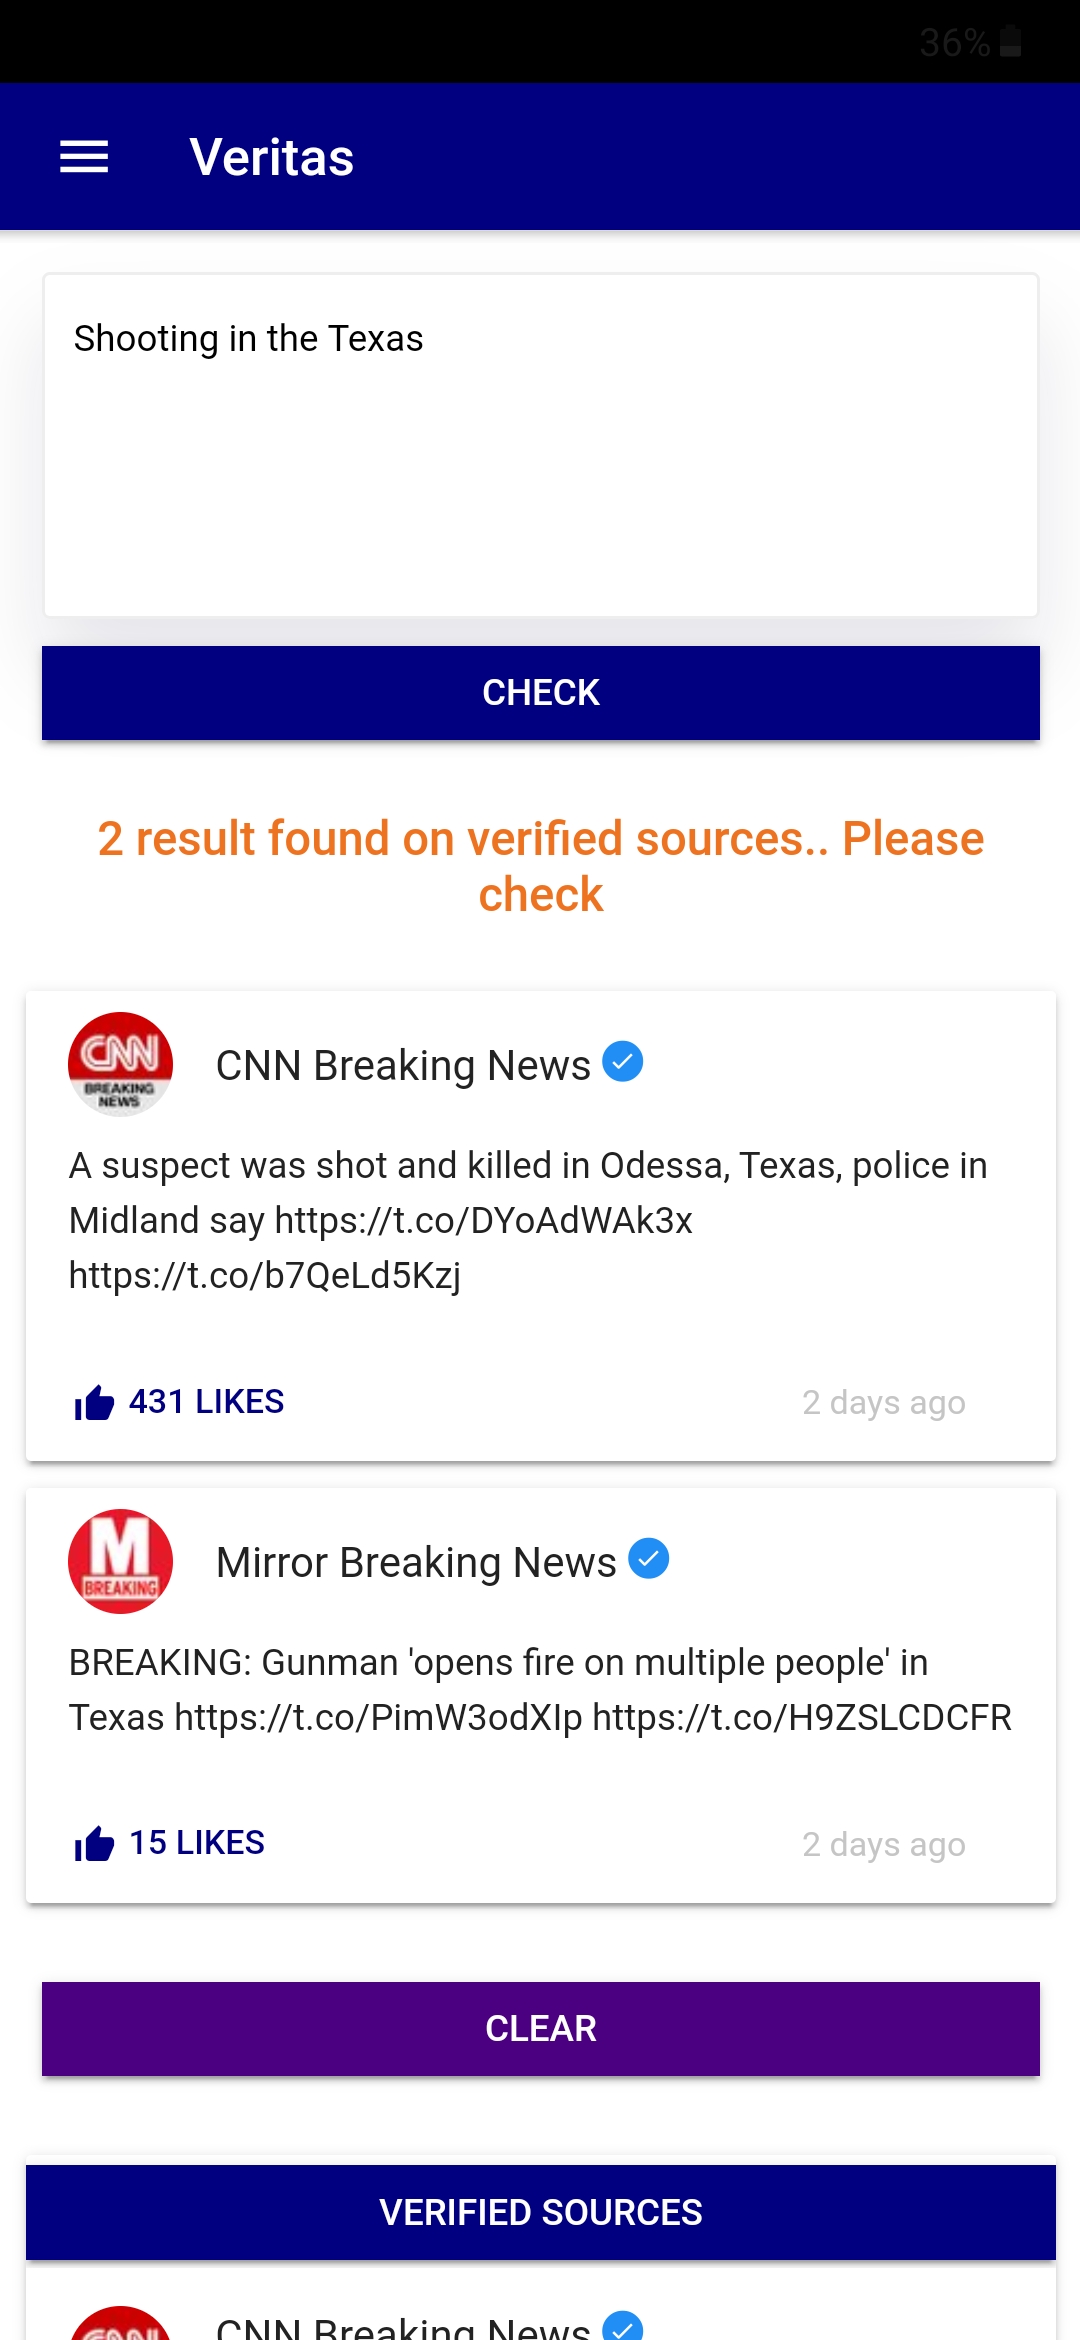 36%
Veritas
Shooting in the Texas
CHECK
2 result found on verified sources.. Please
check
CNN
BREAKING
NEWS
CNN Breaking News
A suspect was shot and killed in Odessa, Texas, police in
Midland say https://t.co/DYoAdWAk3x
https://t.co/b7QeLd5Kzj
431 LIKES
2 days ago
M
BREAKING
Mirror Breaking News
BREAKING: Gunman 'opens fire on multiple people' in
Texas https://t.co/PimW3odXIp https://t.co/H9ZSLCDCFR
15 LIKES
2 days ago
CLEAR
VERIFIED SOURCES
CNN
CNN Breaking News